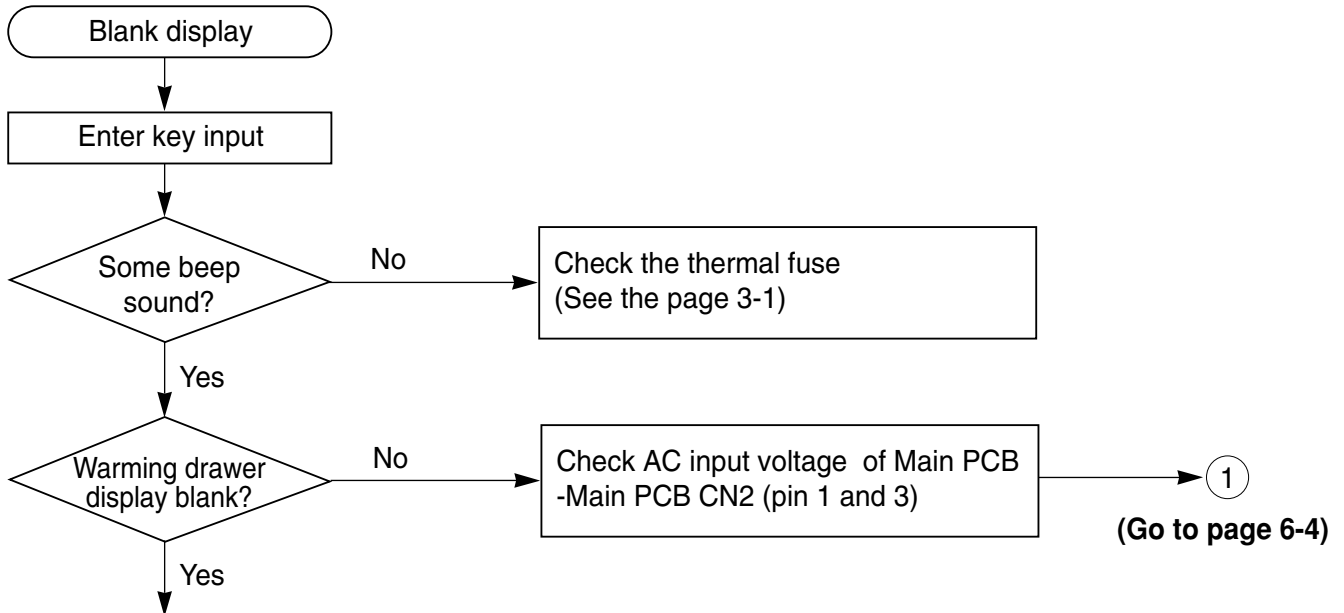 Blank display
Enter key input
Some beep
sound?
No
Check the thermal fuse
(See the page 3-1)
Yes
Warming drawer
display blank?
No
Check AC input voltage of Main PCB
-Main PCB CN2 (pin 1 and 3)
1
(Go to page 6-4)
Yes